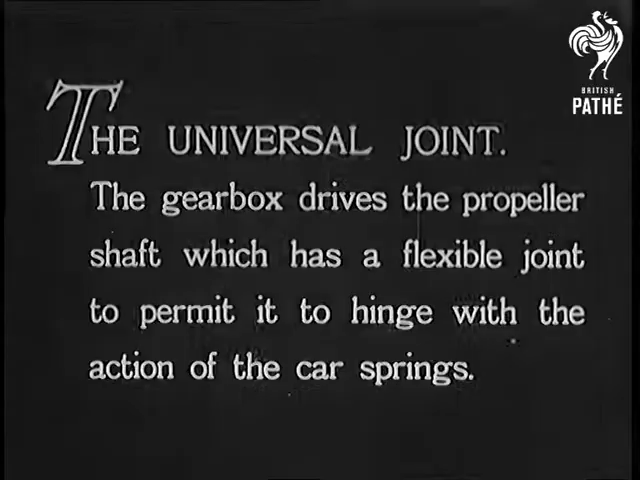 BRITISH
PATHÉ
THE UNIVERSAL JOINT.
The gearbox drives the propeller
shaft which has a flexible joint
to permit it to hinge with the
action of the car springs.